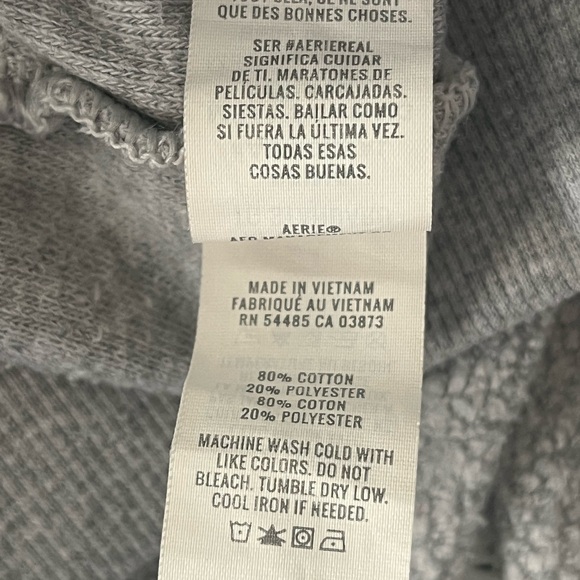 QUE DES BONNES CHOSES.
SER #AERIEREAL
SIGNIFICA CUIDAR
DE TI. MARATONES DE
PELÍCULAS. CARCAJADAS.
SIESTAS. BAILAR COMO
SI FUERA LA ÚLTIMA VEZ.
TODAS ESAS
COSAS BUENAS.
AERIE®
MADE IN VIETNAM
FABRIQUÉ AU VIETNAM
RN 54485 CA 03873
80% COTTON
20% POLYESTER
80% COTON
20% POLYESTER
MACHINE WASH COLD WITH
LIKE COLORS. DO NOT
BLEACH. TUMBLE DRY LOW.
COOL IRON IF NEEDED.